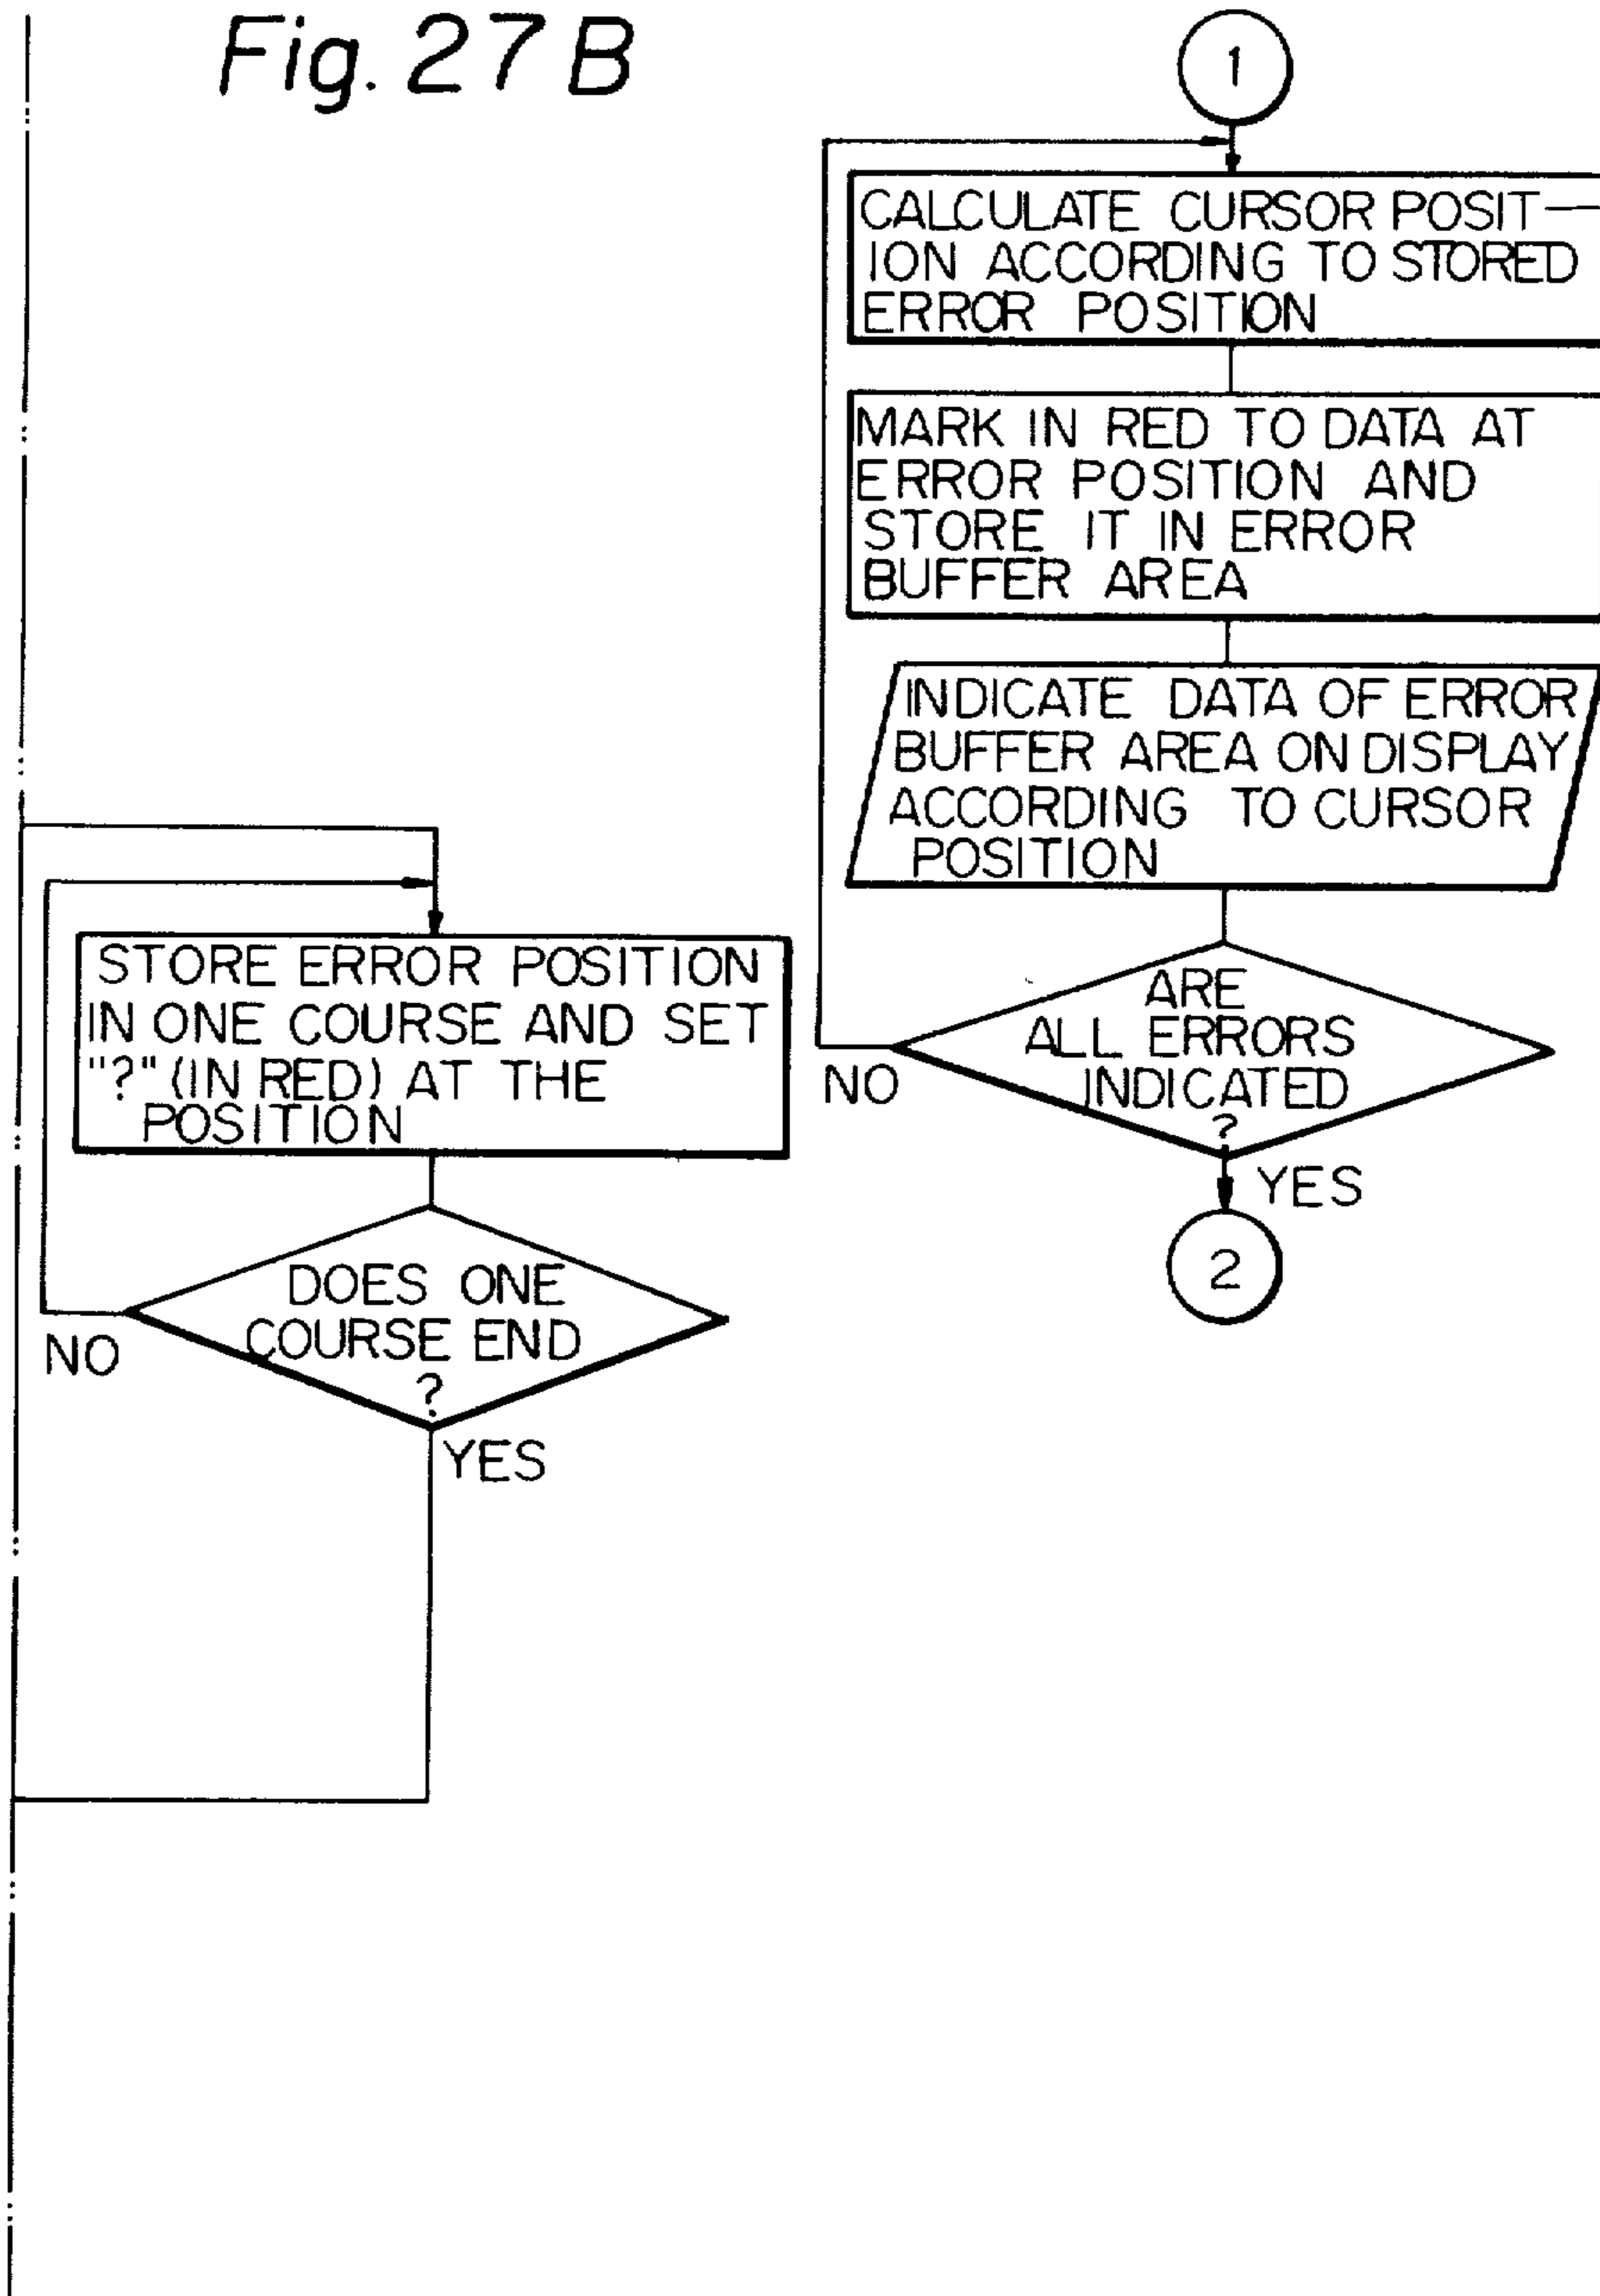 Fig. 27 B
1
CALCULATE CURSOR POSIT-
ION ACCORDING TO STORED
ERROR POSITION
MARK IN RED TO DATA AT
ERROR POSITION AND
STORE IT IN ERROR
BUFFER AREA
INDICATE DATA OF ERROR
BUFFER AREA ON DISPLAY
ACCORDING TO CURSOR
POSITION
ARE
ALL ERRORS
INDICATED
?
NO
YES
2
STORE ERROR POSITION
IN ONE COURSE AND SET
"?" (IN RED) AT THE
POSITION
DOES ONE
COURSE END
?
NO
YES